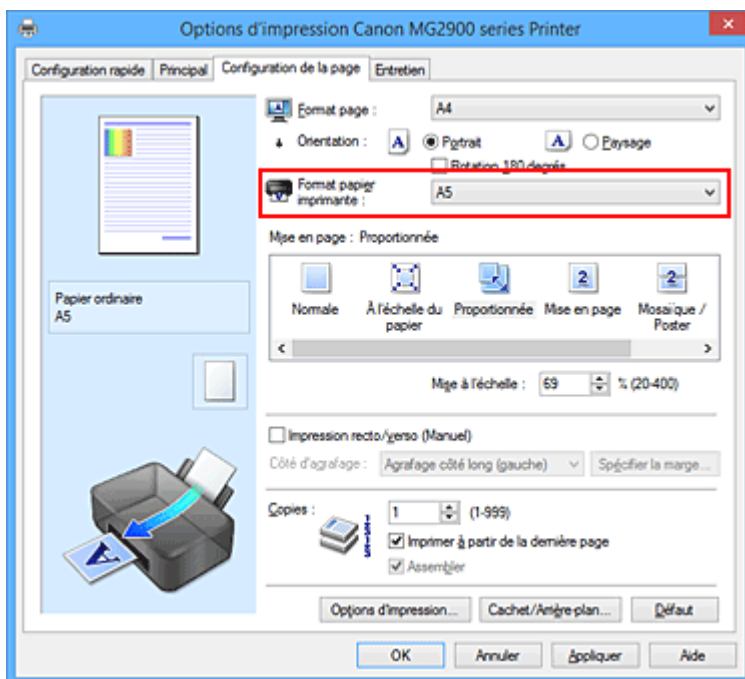 Options d'impression Canon MG2900 series Printer
Configuration rapide Principal Configuration de la page Entretien
Format page : A4
Orientation : A Portrait A Paysage
Rotation 180 degrés
Format papier imprimante : A5
Mise en page : Proportionnée
Papier ordinaire
A5
Normale
À l'échelle du papier
Proportionnée
2
Mise en page
2
Mosaïque / Poster
Mise à l'échelle : 69 % (20-400)
Impression recto/verso (Manuel)
Côté d'agrafage : Agrafage côté long (gauche) Spécifier la marge...
Copies : 1 (1-999)
Imprimer à partir de la dernière page
Assembler
A
Options d'impression... Cachet/Arrière-plan... Défaut
OK Annuler Appliquer Aide